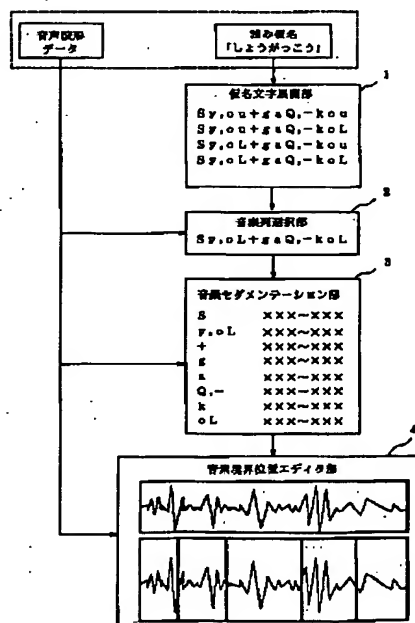 音声波形
データ
読み仮名
「しょうがっこう」
1
仮名文字展開部
Sy,ou+gaQ,-kou
Sy,ou+gaQ,-koL
Sy,oL+gaQ,-kou
Sy,oL+gaQ,-koL
2
音素列選択部
Sy,oL+gaQ,-koL
3
音素セグメンテーション部
S ×××~×××
y,oL ×××~×××
+ ×××~×××
g ×××~×××
a ×××~×××
Q,- ×××~×××
k ×××~×××
oL ×××~×××
4
音素境界位置エディタ部